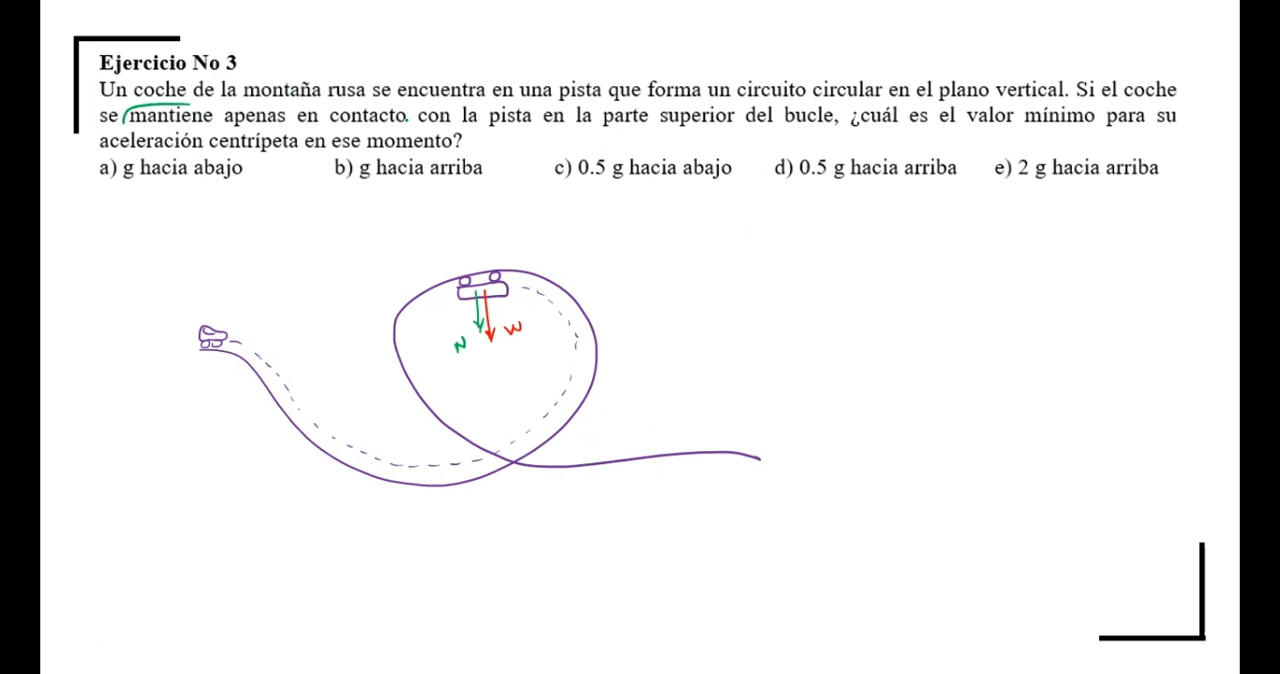 Ejercicio No 3
Un coche de la montaña rusa se encuentra en una pista que forma un circuito circular en el plano vertical. Si el coche
se mantiene apenas en contacto con la pista en la parte superior del bucle, ¿cuál es el valor mínimo para su
aceleración centrípeta en ese momento?
a) g hacia abajo b) g hacia arriba c) 0.5 g hacia abajo d) 0.5 g hacia arriba e) 2 g hacia arriba
N W